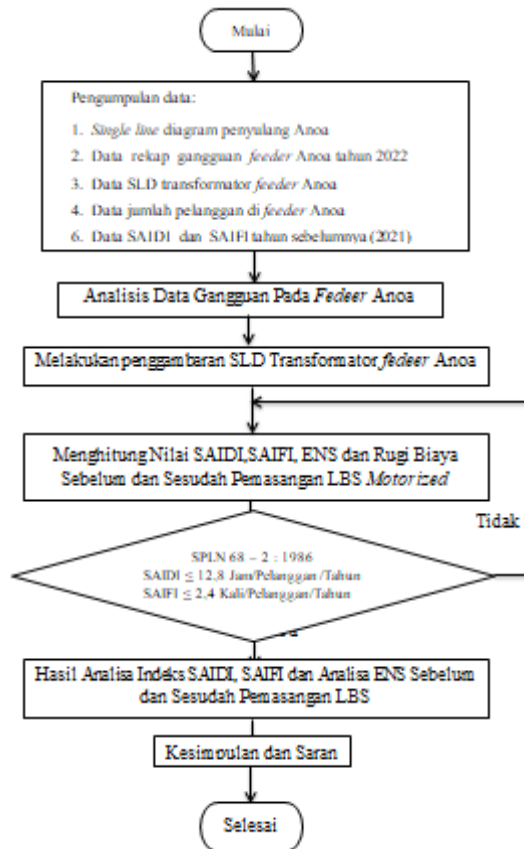 Mulai
Pengumpulan data:
1. Single line diagram penyulang Anoa
2. Data rekap gangguan feeder Anoa tahun 2022
3. Data SLD transformator feeder Anoa
4. Data jumlah pelanggan di feeder Anoa
6. Data SAIDI dan SAIFI tahun sebelumnya (2021)
Analisis Data Gangguan Pada Fedeer Anoa
Melakukan penggambaran SLD Transformator fedeer Anoa
Menghitung Nilai SAIDI,SAIFI, ENS dan Rugi Biaya
Sebelum dan Sesudah Pemasangan LBS Motorized
Tidak
SPLN 68 – 2 : 1986
SAIDI ≤ 12,8 Jam/Pelanggan /Tahun
SAIFI ≤ 2,4 Kali/Pelanggan/Tahun
Hasil Analisa Indeks SAIDI, SAIFI dan Analisa ENS Sebelum
dan Sesudah Pemasangan LBS
Kesimpulan dan Saran
Selesai